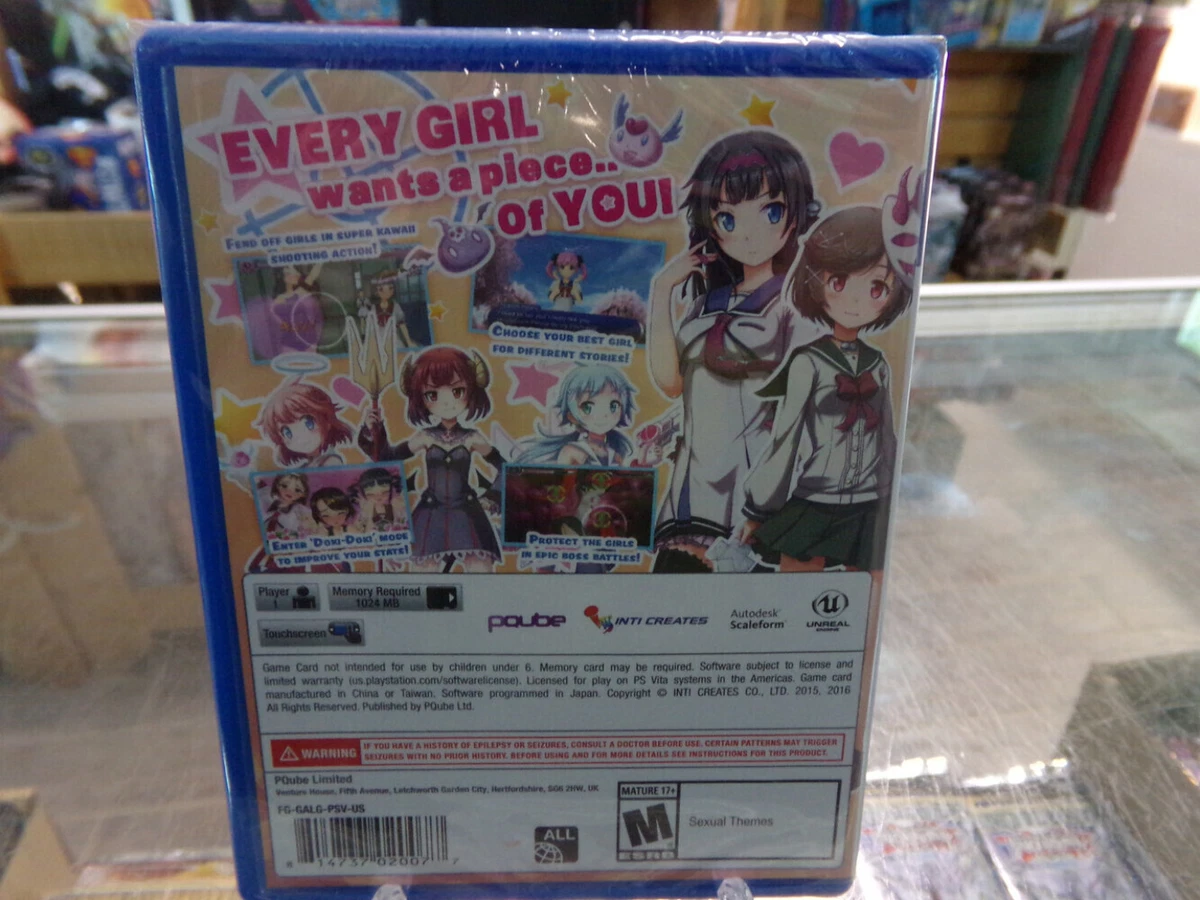 EVERY GIRL
wants a piece..
of YOU!
FEND OFF GIRLS IN SUPER KAWAII
SHOOTING ACTION!
CHOOSE YOUR BEST GIRL
FOR DIFFERENT STORIES!
ENTER 'DOKI-DOKI' MODE
TO IMPROVE YOUR STATS!
PROTECT THE GIRLS
IN EPIC BOSS BATTLES!
Player
1
Memory Required
1024 MB
Touchscreen
PQube
INTI CREATES
Autodesk
Scaleform
UNREAL
ENGINE
Game Card not intended for use by children under 6. Memory card may be required. Software subject to license and
limited warranty (us.playstation.com/softwarelicense). Licensed for play on PS Vita systems in the Americas. Game card
manufactured in China or Taiwan. Software programmed in Japan. Copyright © INTI CREATES CO., LTD. 2015, 2016
All Rights Reserved. Published by PQube Ltd.
WARNING
IF YOU HAVE A HISTORY OF EPILEPSY OR SEIZURES, CONSULT A DOCTOR BEFORE USE. CERTAIN PATTERNS MAY TRIGGER
SEIZURES WITH NO PRIOR HISTORY. BEFORE USING AND FOR MORE DETAILS SEE INSTRUCTIONS FOR THIS PRODUCT.
PQube Limited
Venture House, Fifth Avenue, Letchworth Garden City, Hertfordshire, SG6 2HW, UK
FG-GALG-PSV-US
8 14737 02007 7
ALL
MATURE 17+
M
ESRB
Sexual Themes